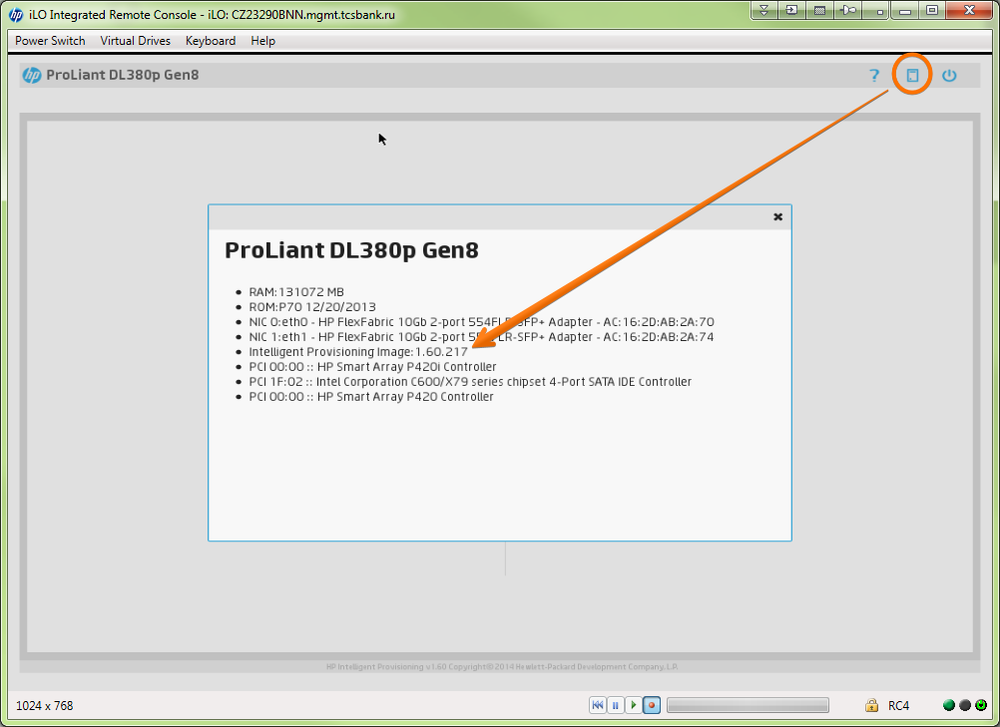 iLO Integrated Remote Console - iLO: CZ23290BNN.mgmt.tcsbank.ru
Power Switch Virtual Drives Keyboard Help
hp ProLiant DL380p Gen8 ?
ProLiant DL380p Gen8
RAM:131072 MB
ROM:P70 12/20/2013
NIC 0:eth0 - HP FlexFabric 10Gb 2-port 554FLR-SFP+ Adapter - AC:16:2D:AB:2A:70
NIC 1:eth1 - HP FlexFabric 10Gb 2-port 554FLR-SFP+ Adapter - AC:16:2D:AB:2A:74
Intelligent Provisioning Image:1.60.217
PCI 00:00 :: HP Smart Array P420i Controller
PCI 1F:02 :: Intel Corporation C600/X79 series chipset 4-Port SATA IDE Controller
PCI 00:00 :: HP Smart Array P420 Controller
HP Intelligent Provisioning v1.60 Copyright© 2014 Hewlett-Packard Development Company, L.P.
1024 x 768 RC4